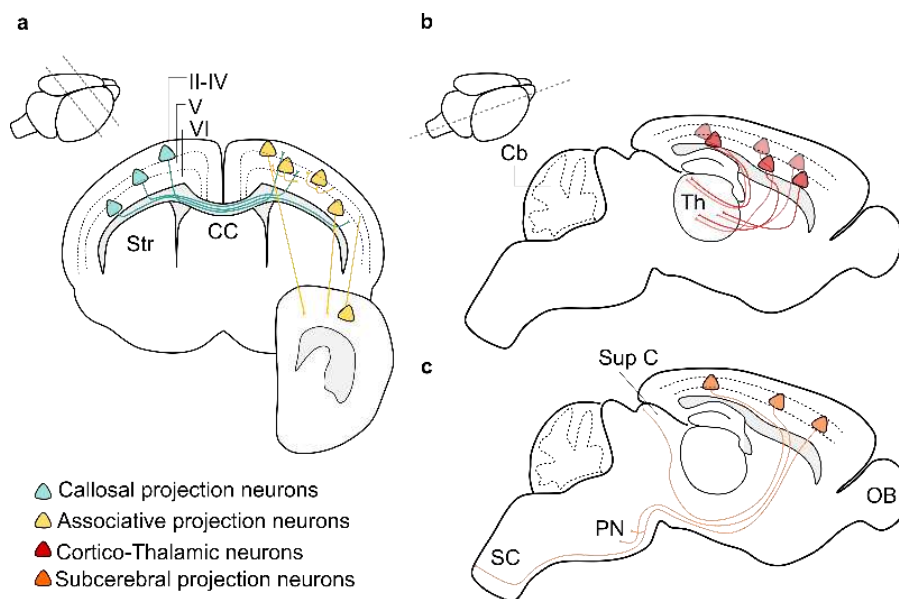 a
II-IV
V
VI
Str
CC
b
Cb
Th
c
Sup C
PN
SC
OB
Callosal projection neurons
Associative projection neurons
Cortico-Thalamic neurons
Subcerebral projection neurons